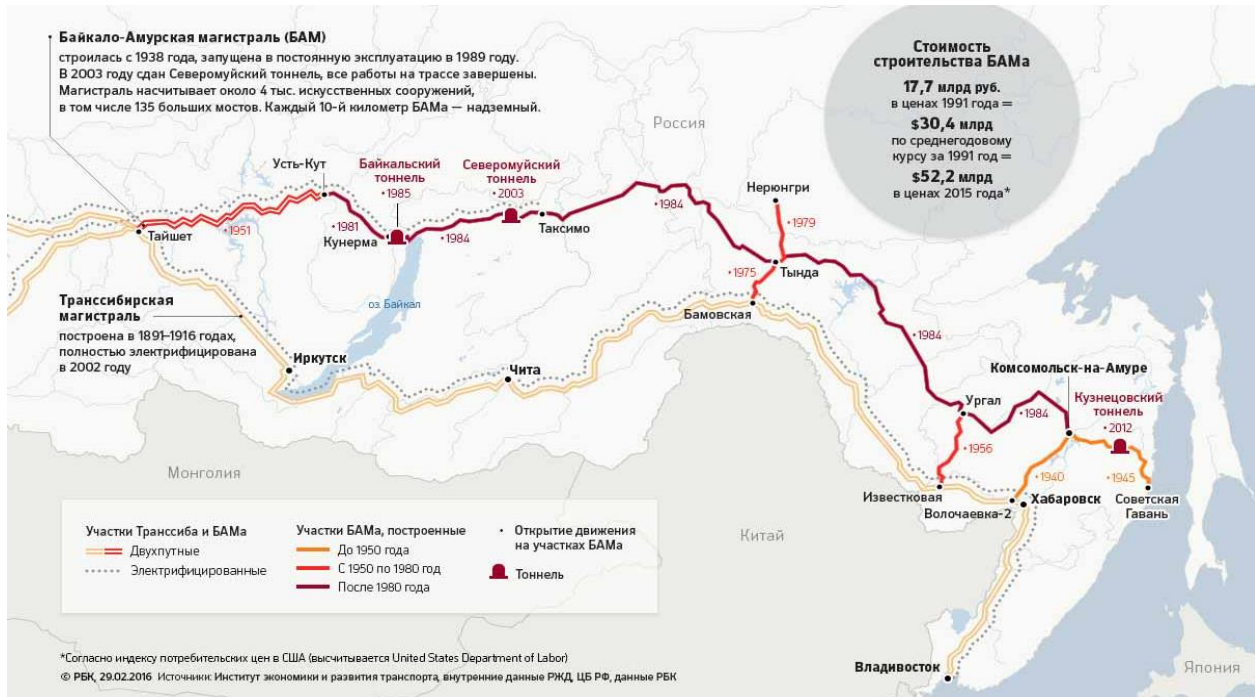 Байкало-Амурская магистраль (БАМ)
строилась с 1938 года, запущена в постоянную эксплуатацию в 1989 году.
В 2003 году сдан Северомуйский тоннель, все работы на трассе завершены.
Магистраль насчитывает около 4 тыс. искусственных сооружений,
в том числе 135 больших мостов. Каждый 10-й километр БАМа — надземный.
Стоимость
строительства БАМа
17,7 млрд руб.
в ценах 1991 года =
$30,4 млрд
по среднегодовому
курсу за 1991 год =
$52,2 млрд
в ценах 2015 года*
Россия
Усть-Кут
Байкальский
тоннель
•1985
Северомуйский
тоннель
•2003
Нерюнгри
•1984
•1979
•1981
Тайшет
•1951
Кунерма
•1984
Таксимо
•1975
Тында
Транссибирская
магистраль
построена в 1891–1916 годах,
полностью электрифицирована
в 2002 году
оз. Байкал
Бамовская
•1984
Иркутск
Чита
Комсомольск-на-Амуре
Ургал
•1984
Кузнецовский
тоннель
•2012
•1956
Монголия
•1940
•1945
Известковая
Волочаевка-2
Хабаровск
Советская
Гавань
Китай
Участки Транссиба и БАМа
Двухпутные
Электрифицированные
Участки БАМа, построенные
До 1950 года
С 1950 по 1980 год
После 1980 года
• Открытие движения
на участках БАМа
Тоннель
*Согласно индексу потребительских цен в США (высчитывается United States Department of Labor)
© РБК, 29.02.2016 Источники: Институт экономики и развития транспорта, внутренние данные РЖД, ЦБ РФ, данные РБК
Владивосток
Япония